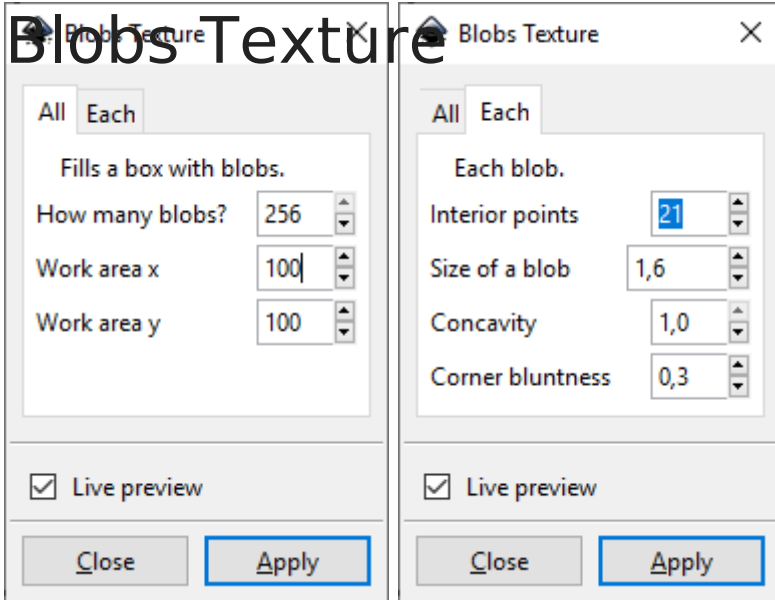 Blobs Texture
Blobs Texture
All Each
Fills a box with blobs.
How many blobs? 256
Work area x 100
Work area y 100
Live preview
Close Apply
Blobs Texture
All Each
Each blob.
Interior points 21
Size of a blob 1,6
Concavity 1,0
Corner bluntness 0,3
Live preview
Close Apply